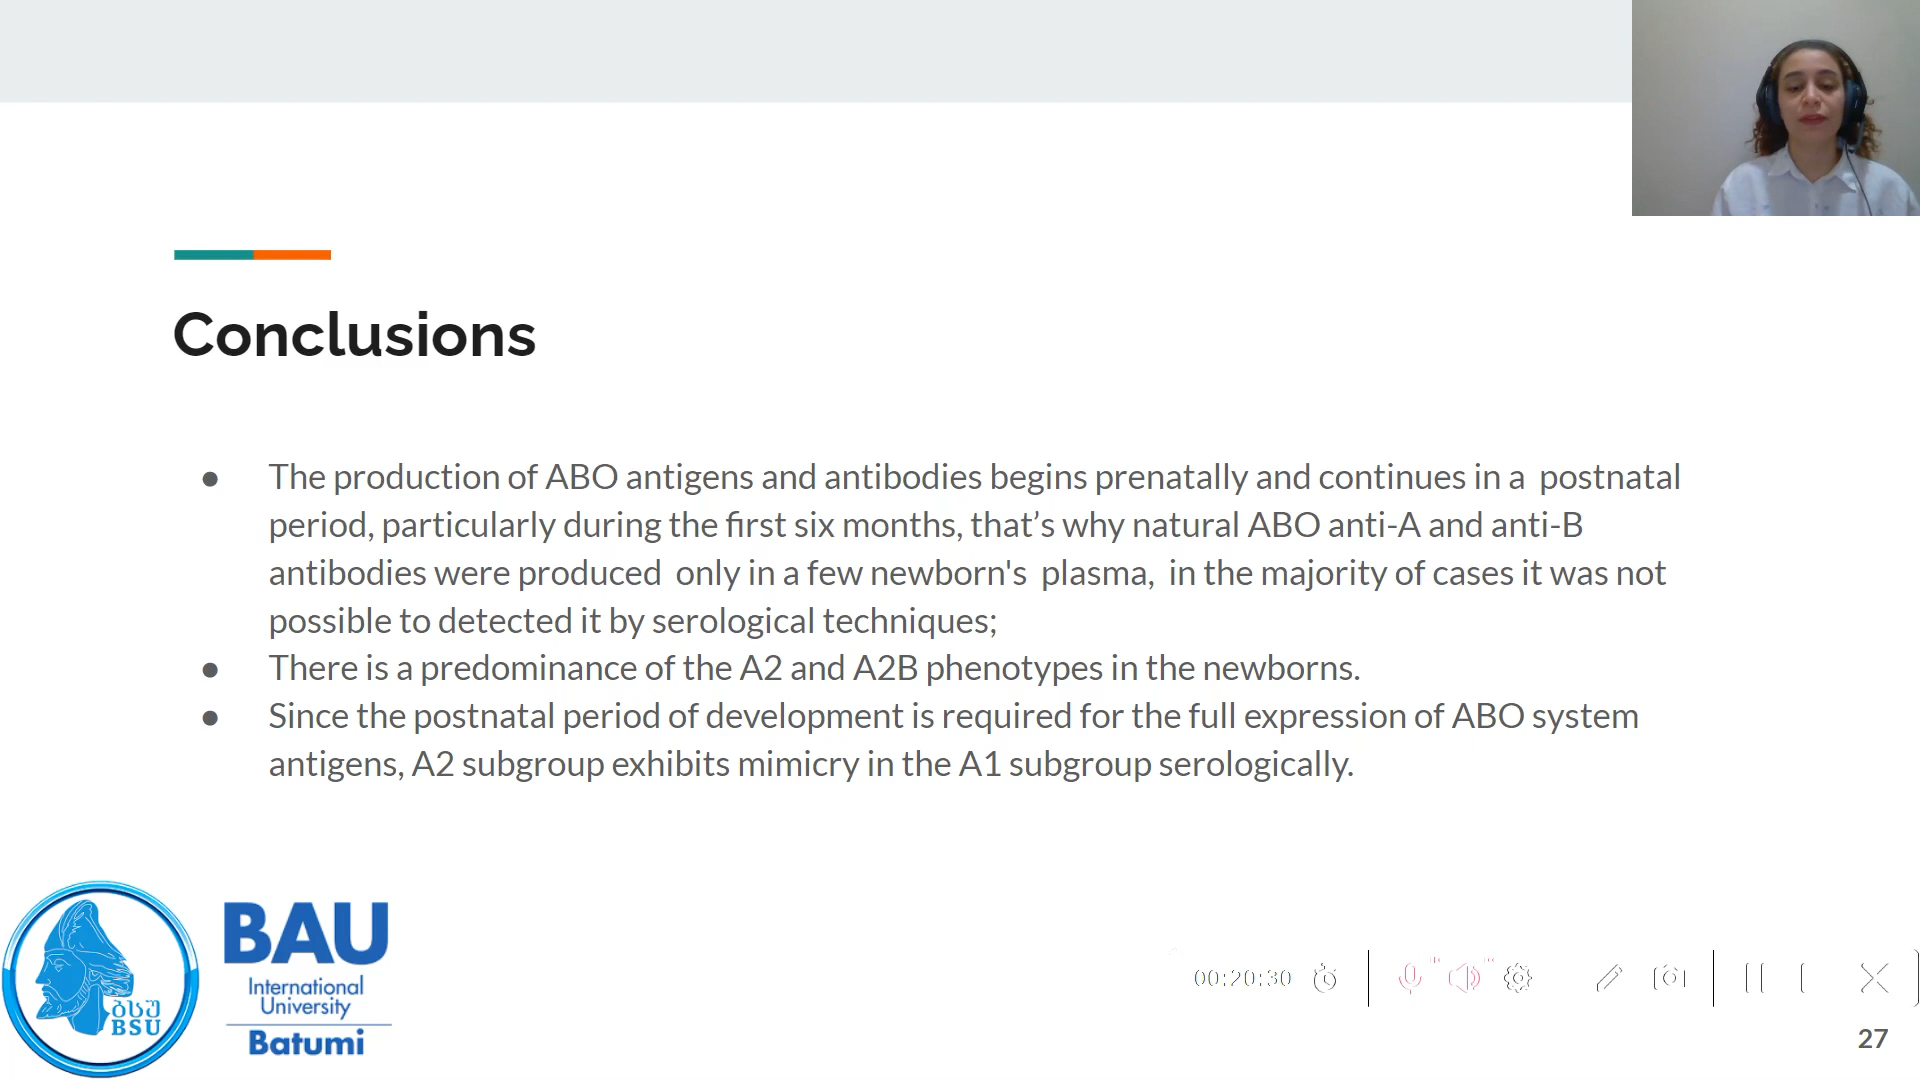 Conclusions
● The production of ABO antigens and antibodies begins prenatally and continues in a  postnatal
period, particularly during the first six months, that’s why natural ABO anti-A and anti-B
antibodies were produced  only in a few newborn's  plasma,  in the majority of cases it was not
possible to detected it by serological techniques;
● There is a predominance of the A2 and A2B phenotypes in the newborns.
● Since the postnatal period of development is required for the full expression of ABO system
antigens, A2 subgroup exhibits mimicry in the A1 subgroup serologically.
ბსუ
BSU
BAU
International
University
Batumi
00:20:30
27